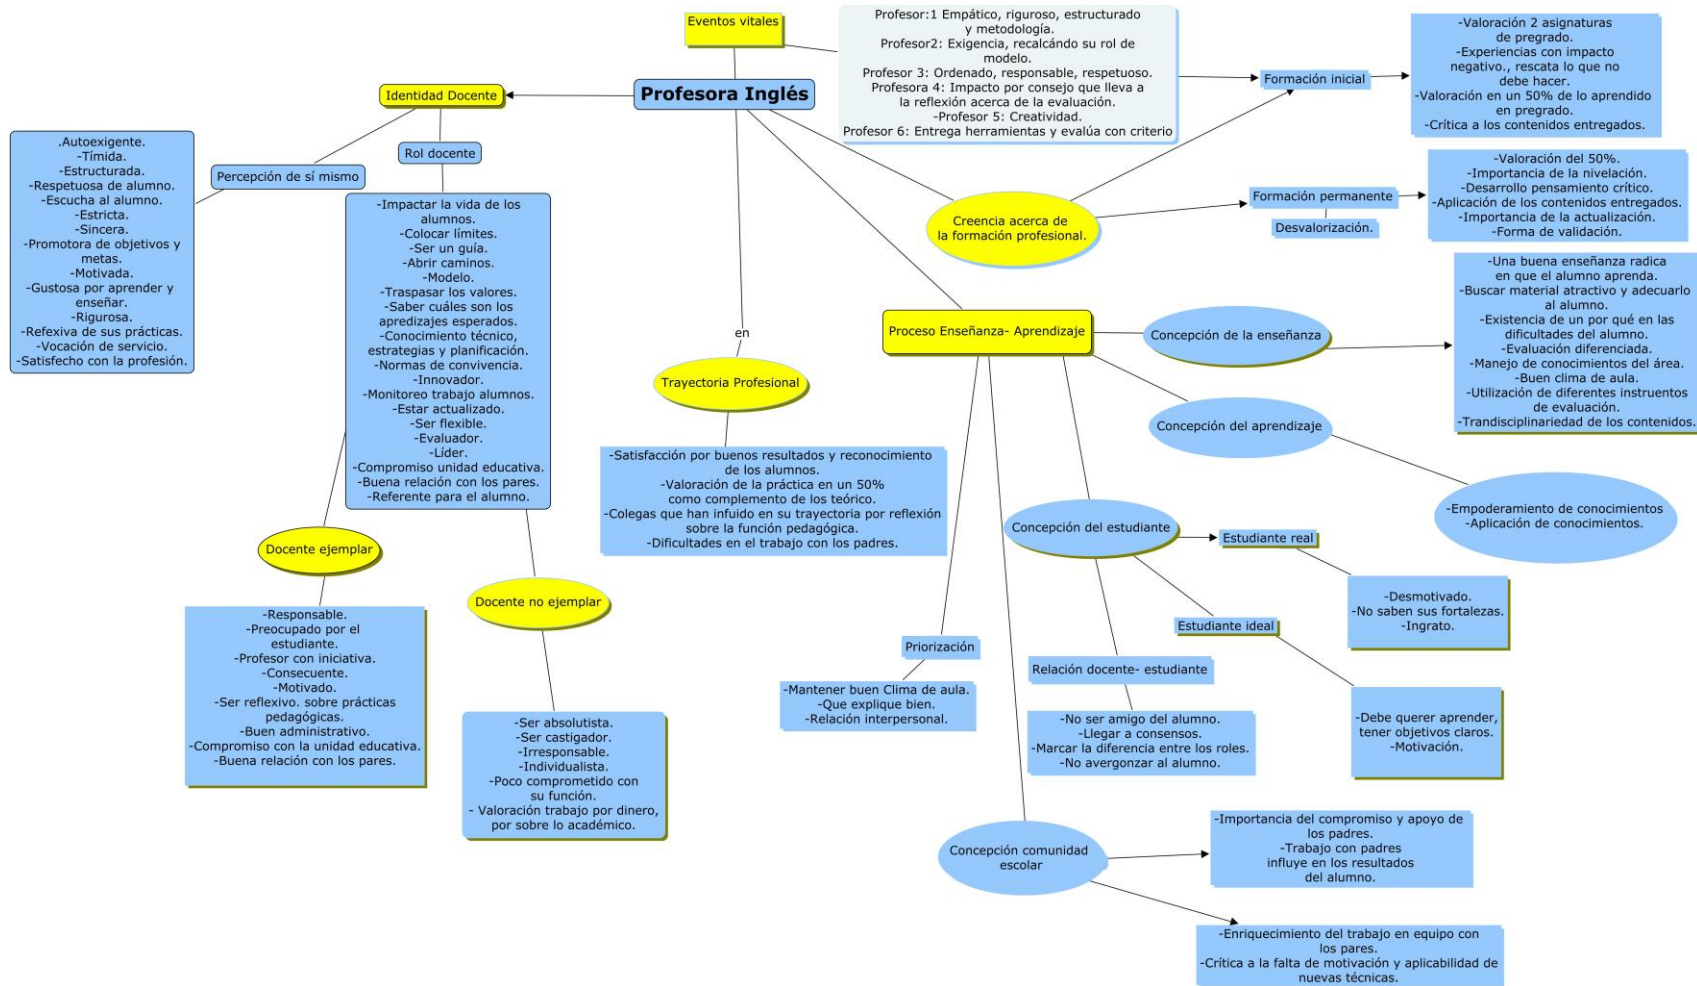 Eventos vitales
Profesor:1 Empático, riguroso, estructurado
y metodología.
Profesor2: Exigencia, recalcándo su rol de
modelo.
Profesor 3: Ordenado, responsable, respetuoso.
Profesora 4: Impacto por consejo que lleva a
la reflexión acerca de la evaluación.
-Profesor 5: Creatividad.
Profesor 6: Entrega herramientas y evalúa con criterio
Formación inicial
-Valoración 2 asignaturas
de pregrado.
-Experiencias con impacto
negativo., rescata lo que no
debe hacer.
-Valoración en un 50% de lo aprendido
en pregrado.
-Crítica a los contenidos entregados.
Profesora Inglés
Identidad Docente
Percepción de sí mismo
.Autoexigente.
-Tímida.
-Estructurada.
-Respetuosa de alumno.
-Escucha al alumno.
-Estricta.
-Sincera.
-Promotora de objetivos y
metas.
-Motivada.
-Gustosa por aprender y
enseñar.
-Rigurosa.
-Refexiva de sus prácticas.
-Vocación de servicio.
-Satisfecho con la profesión.
Rol docente
-Impactar la vida de los
alumnos.
-Colocar límites.
-Ser un guía.
-Abrir caminos.
-Modelo.
-Traspasar los valores.
-Saber cuáles son los
apredizajes esperados.
-Conocimiento técnico,
estrategias y planificación.
-Normas de convivencia.
-Innovador.
-Monitoreo trabajo alumnos.
-Estar actualizado.
-Ser flexible.
-Evaluador.
-Líder.
-Compromiso unidad educativa.
-Buena relación con los pares.
-Referente para el alumno.
Docente ejemplar
-Responsable.
-Preocupado por el
estudiante.
-Profesor con iniciativa.
-Consecuente.
-Motivado.
-Ser reflexivo. sobre prácticas
pedagógicas.
-Buen administrativo.
-Compromiso con la unidad educativa.
-Buena relación con los pares.
Docente no ejemplar
-Ser absolutista.
-Ser castigador.
-Irresponsable.
-Individualista.
-Poco comprometido con
su función.
- Valoración trabajo por dinero,
por sobre lo académico.
en
Trayectoria Profesional
-Satisfacción por buenos resultados y reconocimiento
de los alumnos.
-Valoración de la práctica en un 50%
como complemento de los teórico.
-Colegas que han infuido en su trayectoria por reflexión
sobre la función pedagógica.
-Dificultades en el trabajo con los padres.
Creencia acerca de
la formación profesional.
Formación permanente
Desvalorización.
-Valoración del 50%.
-Importancia de la nivelación.
-Desarrollo pensamiento crítico.
-Aplicación de los contenidos entregados.
-Importancia de la actualización.
-Forma de validación.
Proceso Enseñanza- Aprendizaje
Concepción de la enseñanza
-Una buena enseñanza radica
en que el alumno aprenda.
-Buscar material atractivo y adecuarlo
al alumno.
-Existencia de un por qué en las
dificultades del alumno.
-Evaluación diferenciada.
-Manejo de conocimientos del área.
-Buen clima de aula.
-Utilización de diferentes instruentos
de evaluación.
-Trandisciplinariedad de los contenidos.
Concepción del aprendizaje
-Empoderamiento de conocimientos
-Aplicación de conocimientos.
Concepción del estudiante
Estudiante real
-Desmotivado.
-No saben sus fortalezas.
-Ingrato.
Estudiante ideal
-Debe querer aprender,
tener objetivos claros.
-Motivación.
Relación docente- estudiante
-No ser amigo del alumno.
-Llegar a consensos.
-Marcar la diferencia entre los roles.
-No avergonzar al alumno.
Priorización
-Mantener buen Clima de aula.
-Que explique bien.
-Relación interpersonal.
Concepción comunidad
escolar
-Importancia del compromiso y apoyo de
los padres.
-Trabajo con padres
influye en los resultados
del alumno.
-Enriquecimiento del trabajo en equipo con
los pares.
-Crítica a la falta de motivación y aplicabilidad de
nuevas técnicas.